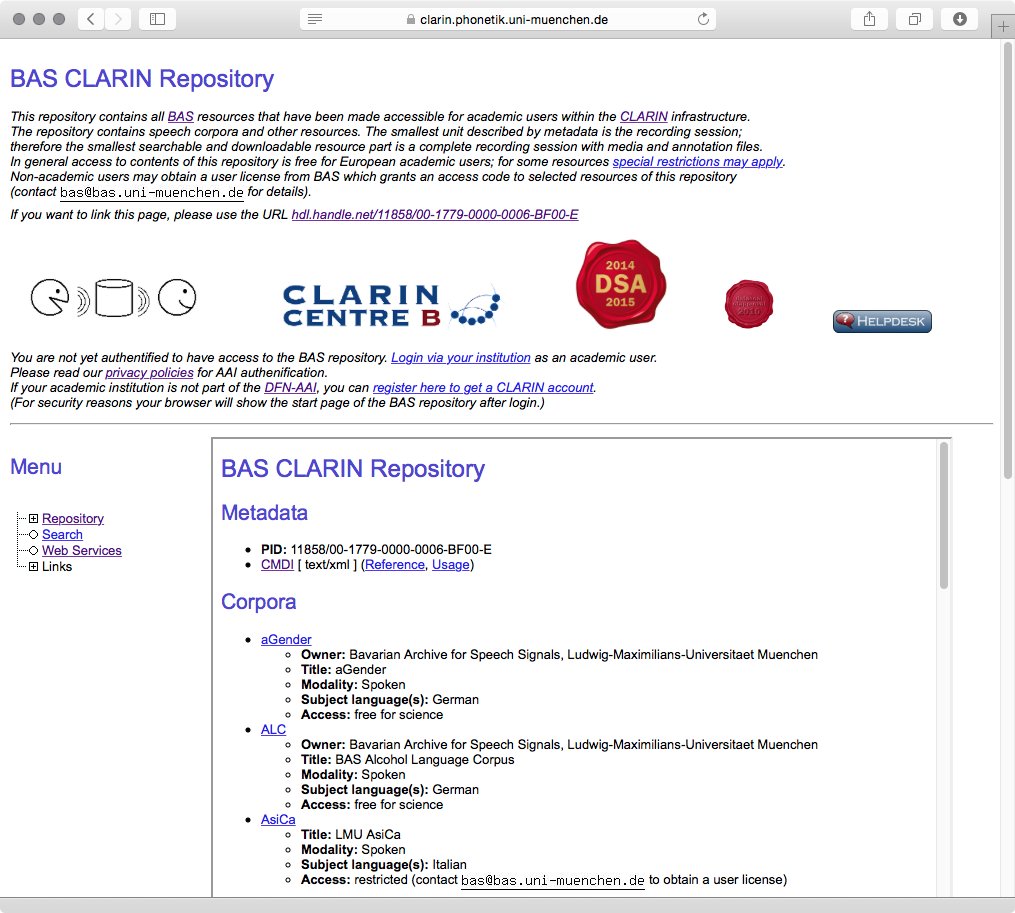 clarin.phonetik.uni-muenchen.de
BAS CLARIN Repository
This repository contains all BAS resources that have been made accessible for academic users within the CLARIN infrastructure.
The repository contains speech corpora and other resources. The smallest unit described by metadata is the recording session;
therefore the smallest searchable and downloadable resource part is a complete recording session with media and annotation files.
In general access to contents of this repository is free for European academic users; for some resources special restrictions may apply.
Non-academic users may obtain a user license from BAS which grants an access code to selected resources of this repository
(contact bas@bas.uni-muenchen.de for details).
If you want to link this page, please use the URL hdl.handle.net/11858/00-1779-0000-0006-BF00-E
CLARIN
CENTRE B
2014
DSA
2015
2010
HELPDESK
You are not yet authentified to have access to the BAS repository. Login via your institution as an academic user.
Please read our privacy policies for AAI authenification.
If your academic institution is not part of the DFN-AAI, you can register here to get a CLARIN account.
(For security reasons your browser will show the start page of the BAS repository after login.)
Menu
Repository
Search
Web Services
Links
BAS CLARIN Repository
Metadata
PID: 11858/00-1779-0000-0006-BF00-E
CMDI [ text/xml ] (Reference, Usage)
Corpora
aGender
Owner: Bavarian Archive for Speech Signals, Ludwig-Maximilians-Universitaet Muenchen
Title: aGender
Modality: Spoken
Subject language(s): German
Access: free for science
ALC
Owner: Bavarian Archive for Speech Signals, Ludwig-Maximilians-Universitaet Muenchen
Title: BAS Alcohol Language Corpus
Modality: Spoken
Subject language(s): German
Access: free for science
AsiCa
Title: LMU AsiCa
Modality: Spoken
Subject language(s): Italian
Access: restricted (contact bas@bas.uni-muenchen.de to obtain a user license)